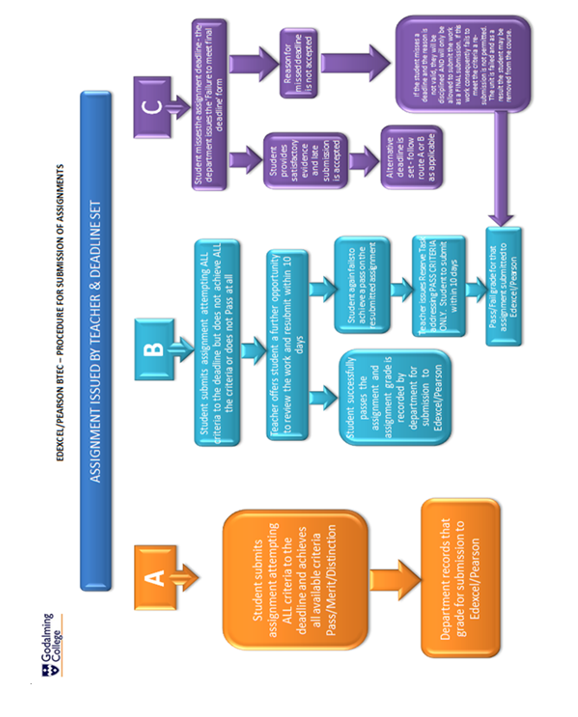 Godalming
College
EDEXCEL/PEARSON BTEC – PROCEDURE FOR SUBMISSION OF ASSIGNMENTS
ASSIGNMENT ISSUED BY TEACHER & DEADLINE SET
A
Student submits
assignment attempting
ALL criteria to the
deadline and achieves
all available criteria
Pass/Merit/Distinction
Department records that
grade for submission to
Edexcel/Pearson
B
Student submits assignment attempting ALL
criteria to the deadline but does not achieve ALL
the criteria or does not Pass at all
Teacher offers student a further opportunity
to review the work and resubmit within 10
days
Student successfully
passes the
assignment and
assignment grade is
recorded by
department for
submission to
Edexcel/Pearson
Student again fails to
achieve a pass on the
resubmitted assignment
Teacher issues Reserve Task
addressing PASS CRITERIA
ONLY. Student to submit
within 10 days
Pass/Fail grade for that
assignment submitted to
Edexcel/Pearson
C
Student misses the assignment deadline - the
department issues the 'Failure to meet final
deadline' form
Student
provides
satisfactory
evidence and late
submission
is accepted
Alternative
deadline is
set - follow
route A or B
as applicable
Reason for
missed deadline
is not accepted
If the student misses a
deadline and the reason is
not valid, they will be
disciplined AND will only be
allowed to submit the work
as a FINAL submission. If this
work consequently fails to
meet the criteria a re-
submission is not permitted.
The unit is failed and as a
result the student may be
removed from the course.